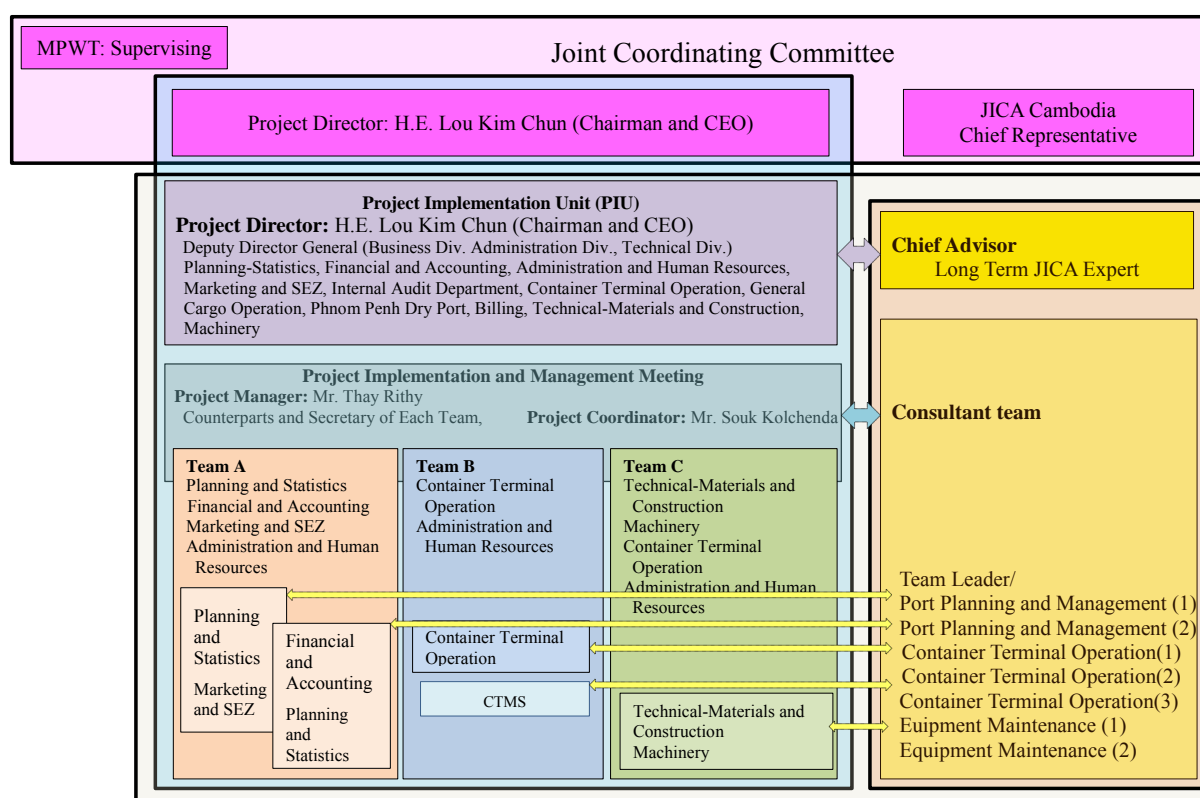 MPWT: Supervising
Joint Coordinating Committee
Project Director: H.E. Lou Kim Chun (Chairman and CEO)
JICA Cambodia
Chief Representative
Project Implementation Unit (PIU)
Project Director: H.E. Lou Kim Chun (Chairman and CEO)
Deputy Director General (Business Div. Administration Div., Technical Div.)
Planning-Statistics, Financial and Accounting, Administration and Human Resources,
Marketing and SEZ, Internal Audit Department, Container Terminal Operation, General
Cargo Operation, Phnom Penh Dry Port, Billing, Technical-Materials and Construction,
Machinery
Chief Advisor
Long Term JICA Expert
Project Implementation and Management Meeting
Project Manager: Mr. Thay Rithy
Counterparts and Secretary of Each Team, Project Coordinator: Mr. Souk Kolchenda
Consultant team
Team A
Planning and Statistics
Financial and Accounting
Marketing and SEZ
Administration and Human
Resources
Planning
and
Statistics
Marketing
and SEZ
Financial
and
Accounting
Planning
and
Statistics
Team B
Container Terminal
Operation
Administration and
Human Resources
Container Terminal
Operation
CTMS
Team C
Technical-Materials and
Construction
Machinery
Container Terminal
Operation
Administration and Human
Resources
Technical-Materials and
Construction
Machinery
Team Leader/
Port Planning and Management (1)
Port Planning and Management (2)
Container Terminal Operation(1)
Container Terminal Operation(2)
Container Terminal Operation(3)
Euipment Maintenance (1)
Equipment Maintenance (2)